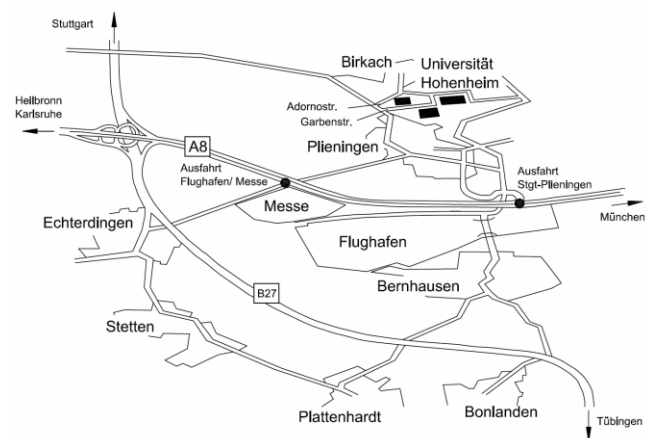 Stuttgart
Birkach
Universität
Hohenheim
Heilbronn
Karlsruhe
Adornostr.
Garbenstr.
A8
Plieningen
Ausfahrt
Flughafen/ Messe
Ausfahrt
Stgt-Plieningen
Messe
München
Echterdingen
Flughafen
Bernhausen
B27
Stetten
Plattenhardt
Bonlanden
Tübingen